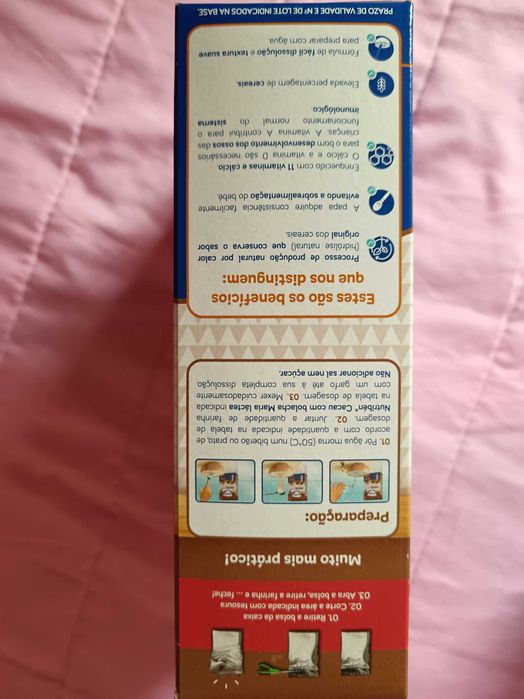 01. Retire a bolsa da caixa
02. Corte a área indicada com tesoura
03. Abra a bolsa, retire a farinha e ... feche!
Muito mais prático!
Preparação:
01. Pôr água morna (50°C) num biberão ou prato, de
acordo com a quantidade indicada na tabela de
dosagem. 02. Juntar a quantidade de farinha
Nutribén® Cacau com bolacha Maria láctea indicada
na tabela de dosagem. 03. Mexer cuidadosamente
com um garfo até à sua completa dissolução.
Não adicionar sal nem açúcar.
Estes são os benefícios
que nos distinguem:
Processo de produção natural por calor
(hidrólise natural) que conserva o sabor
original dos cereais.
A papa adquire consistência facilmente
evitando a sobrealimentação do bebé.
Enriquecido com 11 vitaminas e cálcio.
O cálcio e a vitamina D são necessários
para o bom desenvolvimento dos ossos das
crianças. A vitamina A contribui para o
funcionamento normal do sistema
imunológico.
Elevada percentagem de cereais.
Fórmula de fácil dissolução e textura suave
para preparar com água.
PRAZO DE VALIDADE E Nº DE LOTE INDICADOS NA BASE.